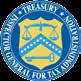 TREASURY
INSPECTOR GENERAL FOR TAX ADMINISTRATION